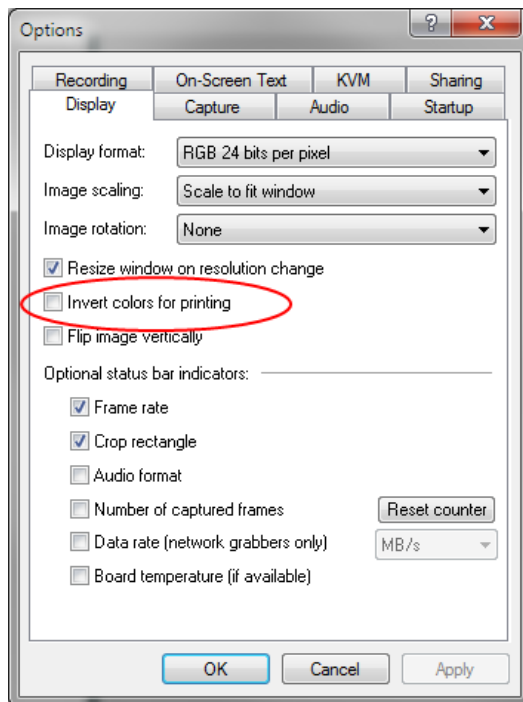 Options
Recording On-Screen Text KVM Sharing
Display Capture Audio Startup
Display format: RGB 24 bits per pixel
Image scaling: Scale to fit window
Image rotation: None
Resize window on resolution change
Invert colors for printing
Flip image vertically
Optional status bar indicators:
Frame rate
Crop rectangle
Audio format
Number of captured frames Reset counter
Data rate (network grabbers only) MB/s
Board temperature (if available)
OK Cancel Apply